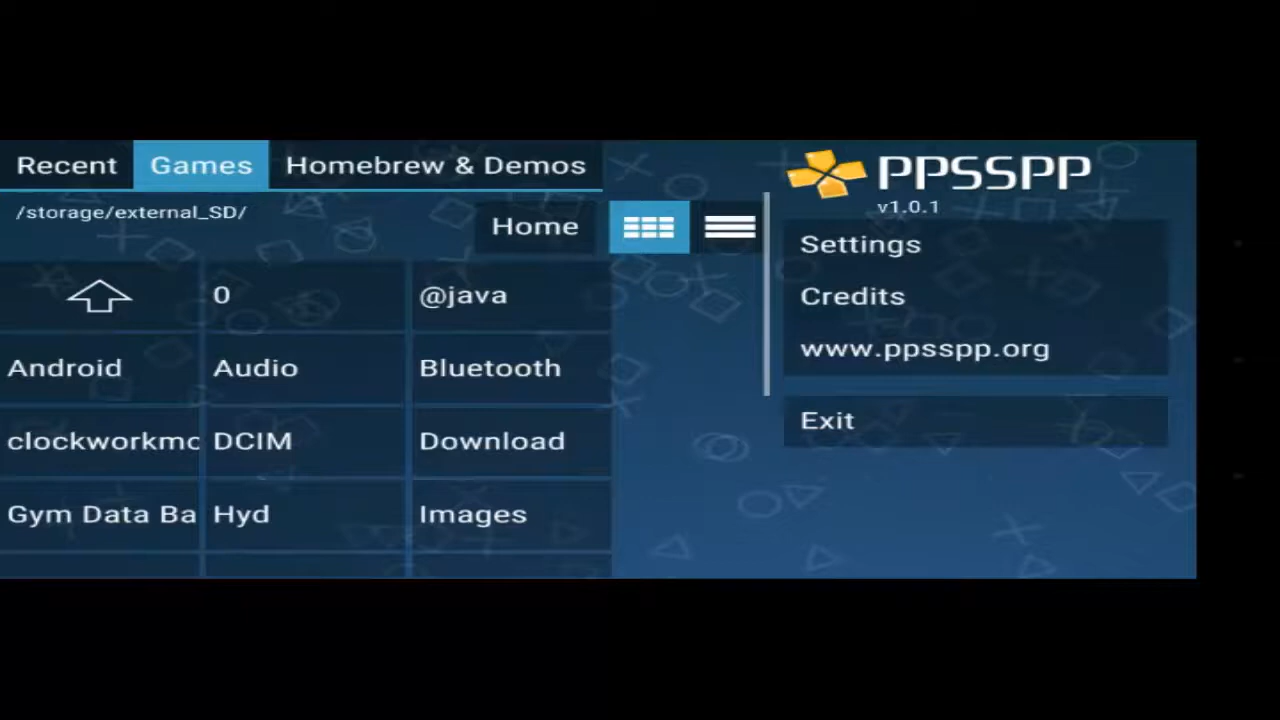 Recent Games Homebrew & Demos
/storage/external_SD/
Home
0 @java
Android Audio Bluetooth
clockworkmo DCIM Download
Gym Data Ba Hyd Images
PPSSPP
v1.0.1
Settings
Credits
www.ppsspp.org
Exit